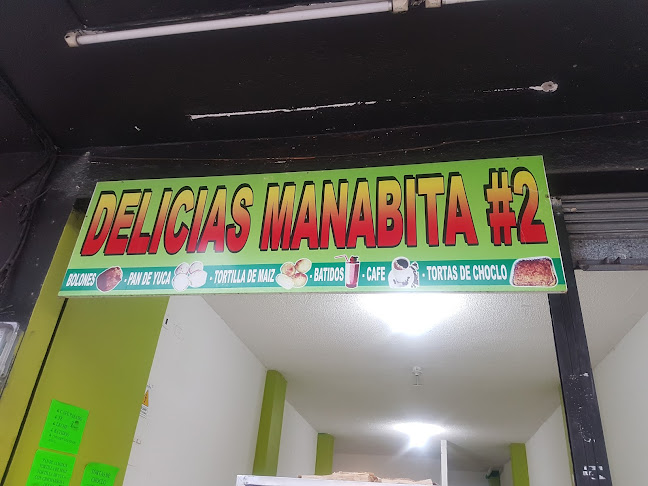 DELICIAS MANABITA #2
BOLONES - PAN DE YUCA - TORTILLA DE MAIZ - BATIDOS - CAFE - TORTAS DE CHOCLO